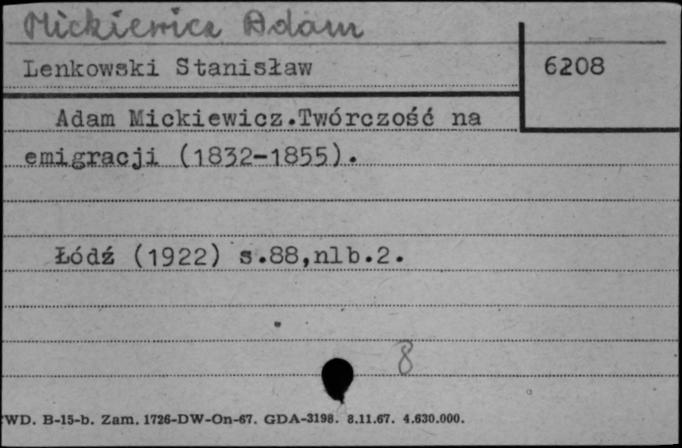 Mickiewicz Adam
Lenkowski Stanisław
6208
Adam Mickiewicz.Twórczość na
emigracji (1832-1855).
Łódź (1922) s.88,nlb.2.
8
WD. B-15-b. Zam. 1726-DW-On-67. GDA-3198. 8.11.67. 4.630.000.